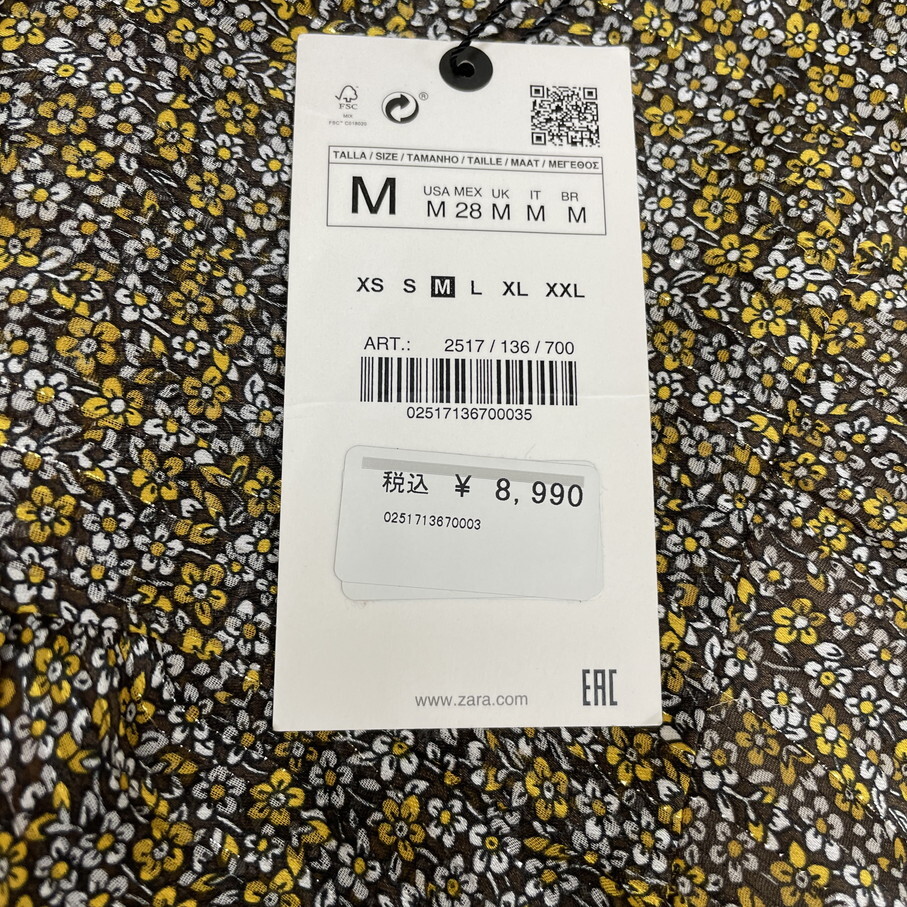 FSC
MIX
®
TALLA / SIZE / TAMANHO / TAILLE / MAAT / ΜΕΓΕΘΟΣ
M
USA MEX UK IT BR
M 28 M M M
XS S M L XL XXL
ART.: 2517 / 136 / 700
02517136700035
税込 ¥ 8,990
0251713670003
www.zara.com
EAC